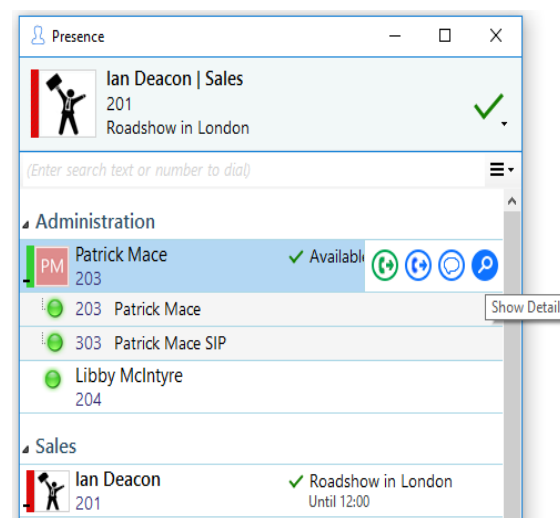 Presence
Ian Deacon | Sales
201
Roadshow in London
(Enter search text or number to dial)
Administration
PM
Patrick Mace
Available
203
Show Detail
203 Patrick Mace
303 Patrick Mace SIP
Libby McIntyre
204
Sales
Ian Deacon
Roadshow in London
201
Until 12:00